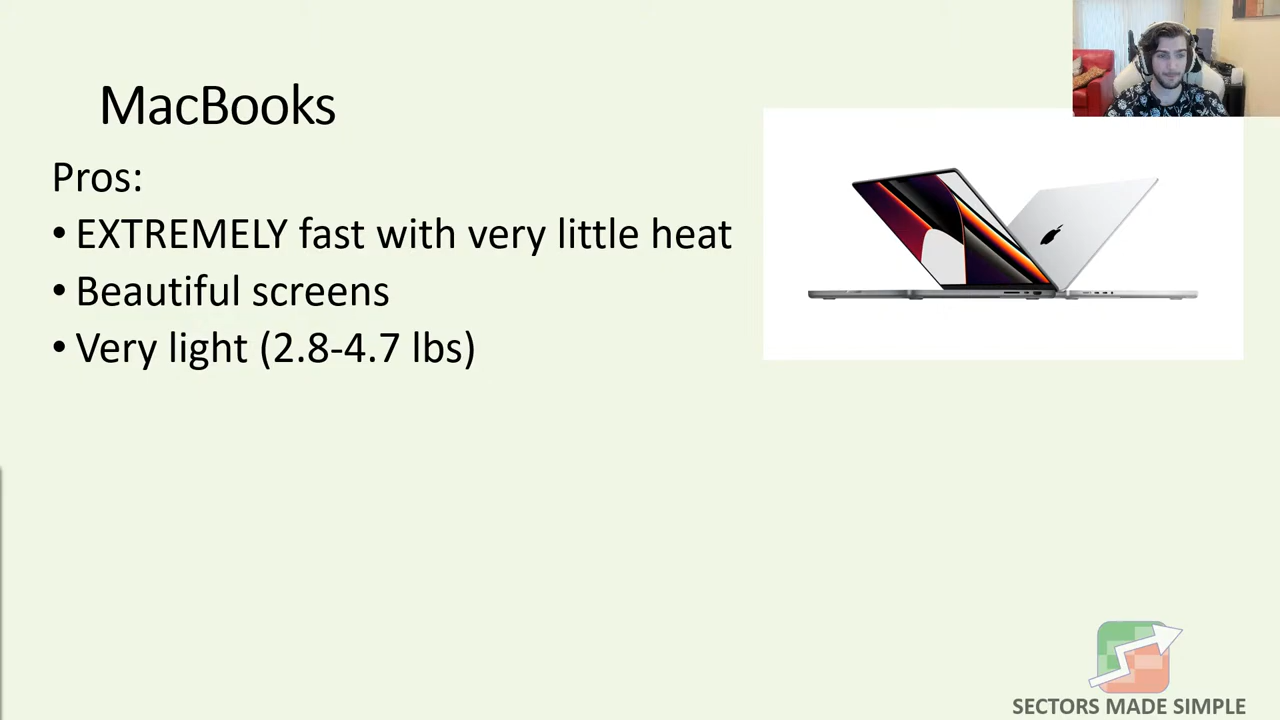 MacBooks
Pros:
• EXTREMELY fast with very little heat
• Beautiful screens
• Very light (2.8-4.7 lbs)
SECTORS MADE SIMPLE